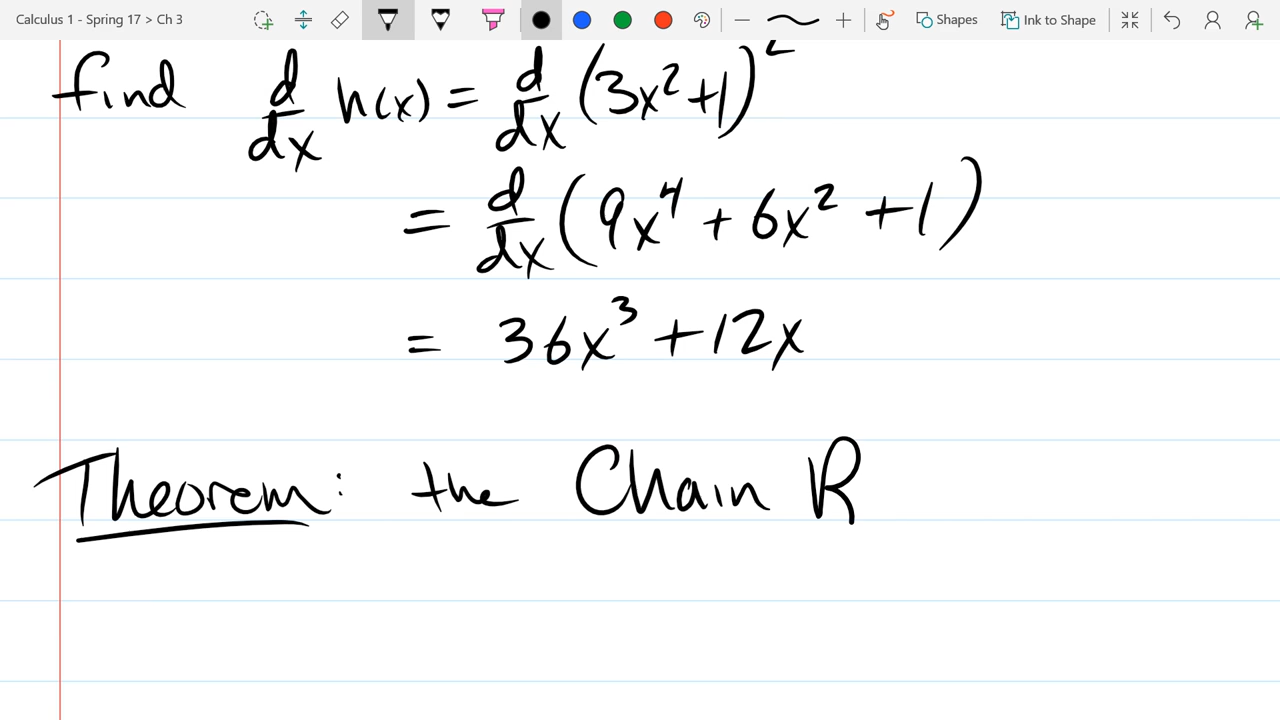 Calculus 1 - Spring 17 > Ch 3 Shapes Ink to Shape
find d/dx h(x) = d/dx (3x²+1)²
= d/dx (9x⁴ + 6x² + 1)
= 36x³ + 12x
Theorem: the Chain R